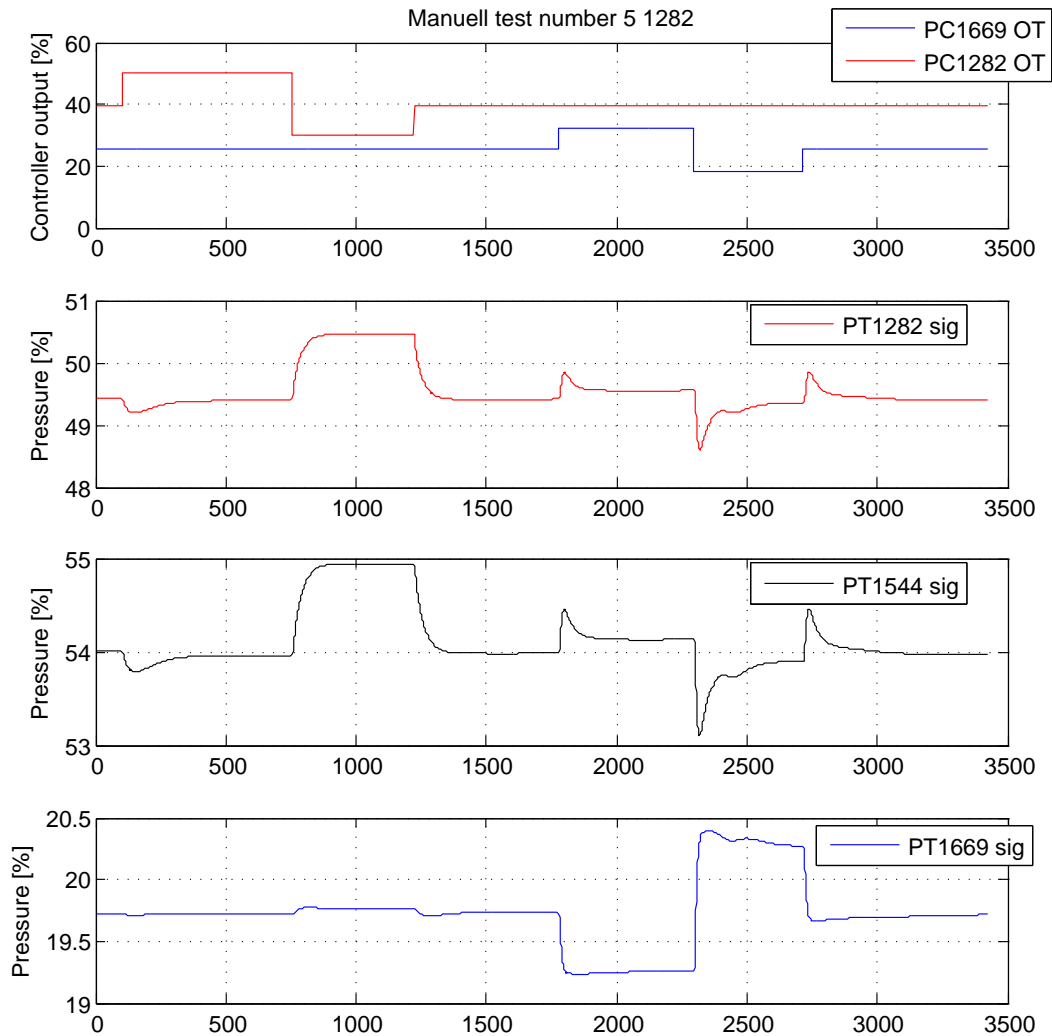 Manuell test number 5 1282
PC1669 OT
PC1282 OT
Controller output [%]
60
40
20
0
0 500 1000 1500 2000 2500 3000 3500
PT1282 sig
Pressure [%]
51
50
49
48
0 500 1000 1500 2000 2500 3000 3500
PT1544 sig
Pressure [%]
55
54
53
0 500 1000 1500 2000 2500 3000 3500
PT1669 sig
Pressure [%]
20.5
20
19.5
19
0 500 1000 1500 2000 2500 3000 3500